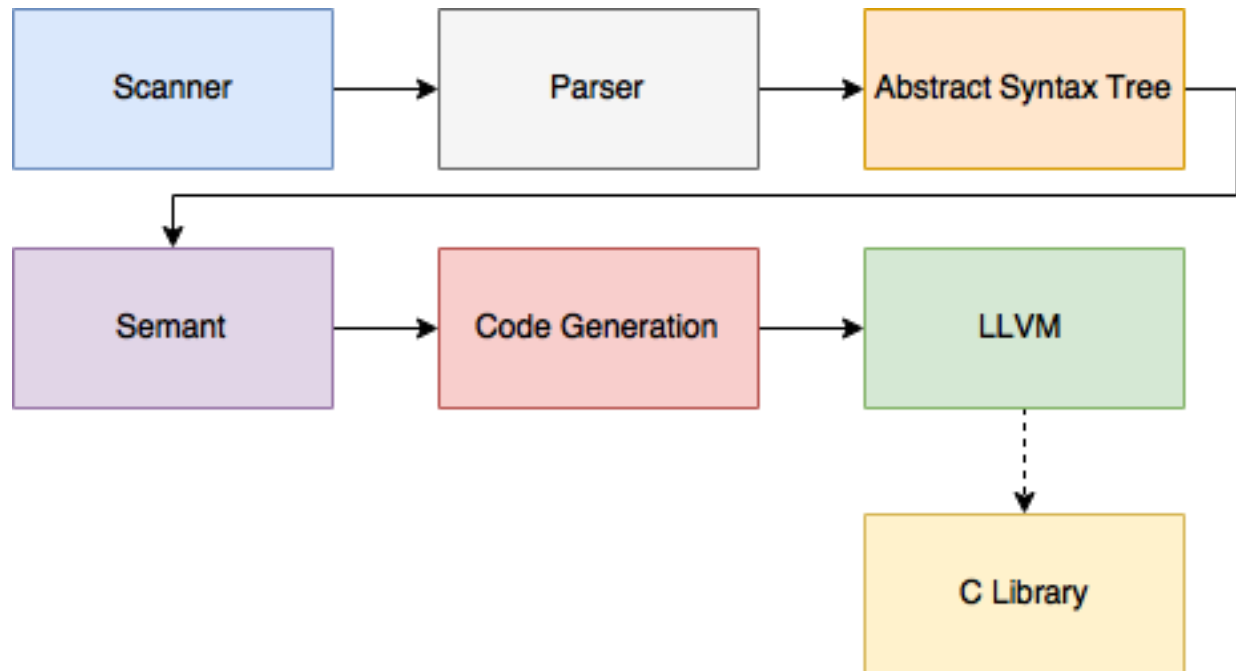 Scanner
Parser
Abstract Syntax Tree
Semant
Code Generation
LLVM
C Library